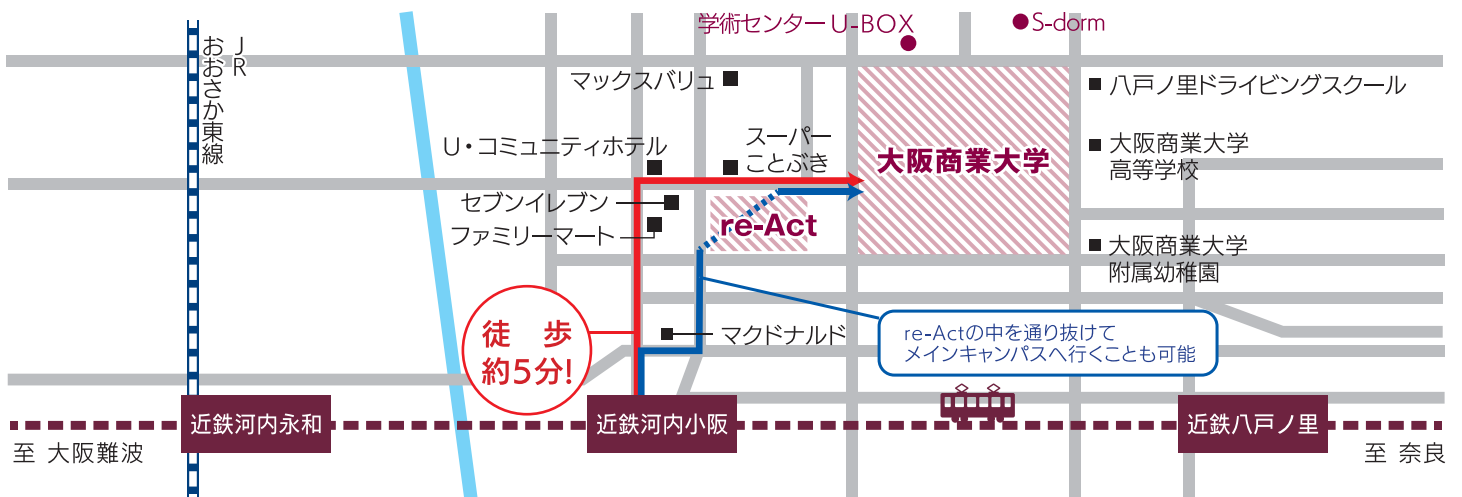 学術センター U-BOX
S-dorm
JR
おおさか東線
マックスバリュ
八戸ノ里ドライビングスクール
U・コミュニティホテル
スーパー
ことぶき
大阪商業大学
大阪商業大学
高等学校
セブンイレブン
re-Act
ファミリーマート
大阪商業大学
附属幼稚園
徒 歩
約5分!
マクドナルド
re-Actの中を通り抜けて
メインキャンパスへ行くことも可能
近鉄河内永和
近鉄河内小阪
近鉄八戸ノ里
至 大阪難波
至 奈良